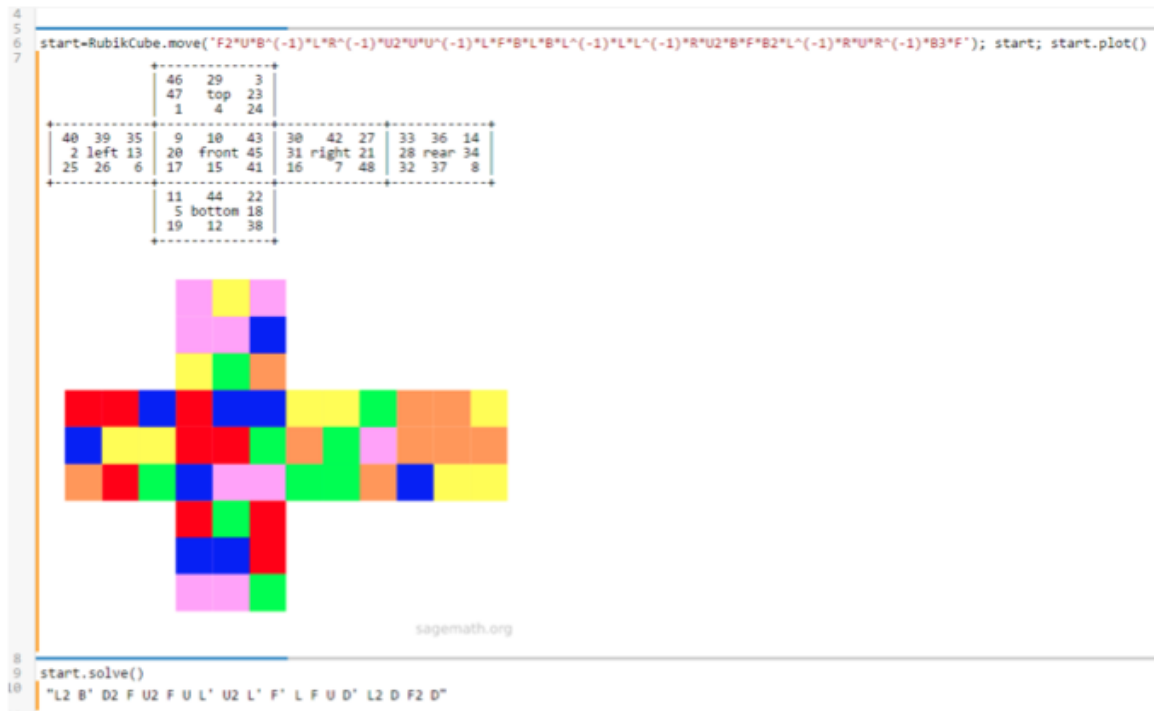 4
5
6 start=RubikCube.move("F2*U*B^(-1)*L*R^(-1)*U2*U*U^(-1)*L*F*B*L*B*L^(-1)*L*L^(-1)*R*U2*B*F*B2*L^(-1)*R*U*R^(-1)*B3*F"); start; start.plot()
7
+--------------+
| 46 29 3 |
| 47 top 23 |
| 1 4 24 |
+--------------+--------------+--------------+------------+
| 40 39 35 | 9 10 43 | 30 42 27 | 33 36 14 |
| 2 left 13 | 20 front 45 | 31 right 21 | 28 rear 34 |
| 25 26 6 | 17 15 41 | 16 7 48 | 32 37 8 |
+--------------+--------------+--------------+------------+
| 11 44 22 |
| 5 bottom 18 |
| 19 12 38 |
+--------------+
sagemath.org
8
9 start.solve()
10 "L2 B' D2 F U2 F U L' U2 L' F' L F U D' L2 D F2 D"